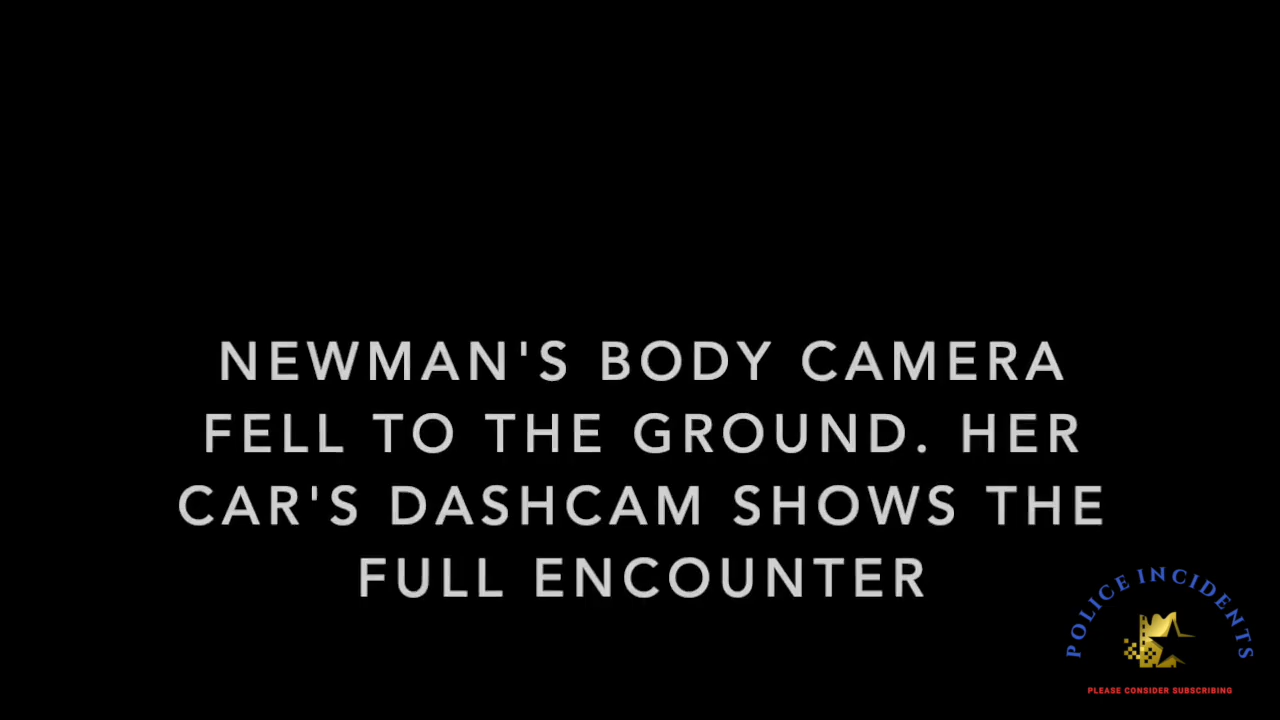 NEWMAN'S BODY CAMERA
FELL TO THE GROUND. HER
CAR'S DASHCAM SHOWS THE
FULL ENCOUNTER
POLICE INCIDENTS
PLEASE CONSIDER SUBSCRIBING